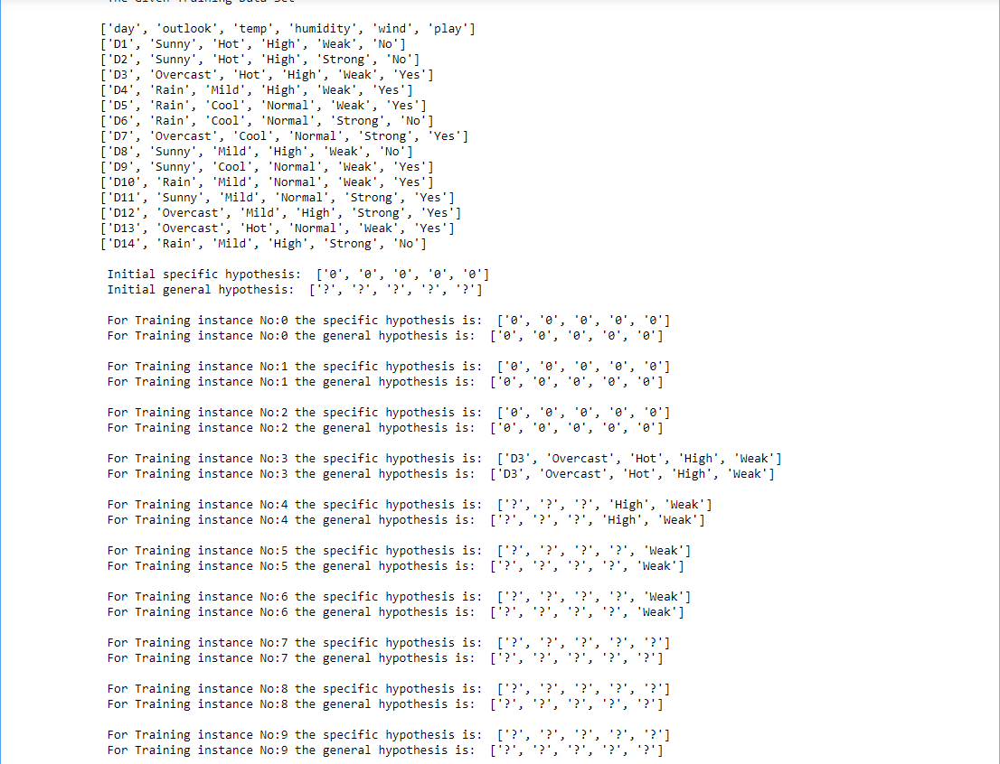 ['day', 'outlook', 'temp', 'humidity', 'wind', 'play']
['D1', 'Sunny', 'Hot', 'High', 'Weak', 'No']
['D2', 'Sunny', 'Hot', 'High', 'Strong', 'No']
['D3', 'Overcast', 'Hot', 'High', 'Weak', 'Yes']
['D4', 'Rain', 'Mild', 'High', 'Weak', 'Yes']
['D5', 'Rain', 'Cool', 'Normal', 'Weak', 'Yes']
['D6', 'Rain', 'Cool', 'Normal', 'Strong', 'No']
['D7', 'Overcast', 'Cool', 'Normal', 'Strong', 'Yes']
['D8', 'Sunny', 'Mild', 'High', 'Weak', 'No']
['D9', 'Sunny', 'Cool', 'Normal', 'Weak', 'Yes']
['D10', 'Rain', 'Mild', 'Normal', 'Weak', 'Yes']
['D11', 'Sunny', 'Mild', 'Normal', 'Strong', 'Yes']
['D12', 'Overcast', 'Mild', 'High', 'Strong', 'Yes']
['D13', 'Overcast', 'Hot', 'Normal', 'Weak', 'Yes']
['D14', 'Rain', 'Mild', 'High', 'Strong', 'No']
Initial specific hypothesis:  ['0', '0', '0', '0', '0']
Initial general hypothesis:  ['?', '?', '?', '?', '?']
For Training instance No:0 the specific hypothesis is:  ['0', '0', '0', '0', '0']
For Training instance No:0 the general hypothesis is:  ['0', '0', '0', '0', '0']
For Training instance No:1 the specific hypothesis is:  ['0', '0', '0', '0', '0']
For Training instance No:1 the general hypothesis is:  ['0', '0', '0', '0', '0']
For Training instance No:2 the specific hypothesis is:  ['0', '0', '0', '0', '0']
For Training instance No:2 the general hypothesis is:  ['0', '0', '0', '0', '0']
For Training instance No:3 the specific hypothesis is:  ['D3', 'Overcast', 'Hot', 'High', 'Weak']
For Training instance No:3 the general hypothesis is:  ['D3', 'Overcast', 'Hot', 'High', 'Weak']
For Training instance No:4 the specific hypothesis is:  ['?', '?', '?', 'High', 'Weak']
For Training instance No:4 the general hypothesis is:  ['?', '?', '?', 'High', 'Weak']
For Training instance No:5 the specific hypothesis is:  ['?', '?', '?', '?', 'Weak']
For Training instance No:5 the general hypothesis is:  ['?', '?', '?', '?', 'Weak']
For Training instance No:6 the specific hypothesis is:  ['?', '?', '?', '?', 'Weak']
For Training instance No:6 the general hypothesis is:  ['?', '?', '?', '?', 'Weak']
For Training instance No:7 the specific hypothesis is:  ['?', '?', '?', '?', '?']
For Training instance No:7 the general hypothesis is:  ['?', '?', '?', '?', '?']
For Training instance No:8 the specific hypothesis is:  ['?', '?', '?', '?', '?']
For Training instance No:8 the general hypothesis is:  ['?', '?', '?', '?', '?']
For Training instance No:9 the specific hypothesis is:  ['?', '?', '?', '?', '?']
For Training instance No:9 the general hypothesis is:  ['?', '?', '?', '?', '?']